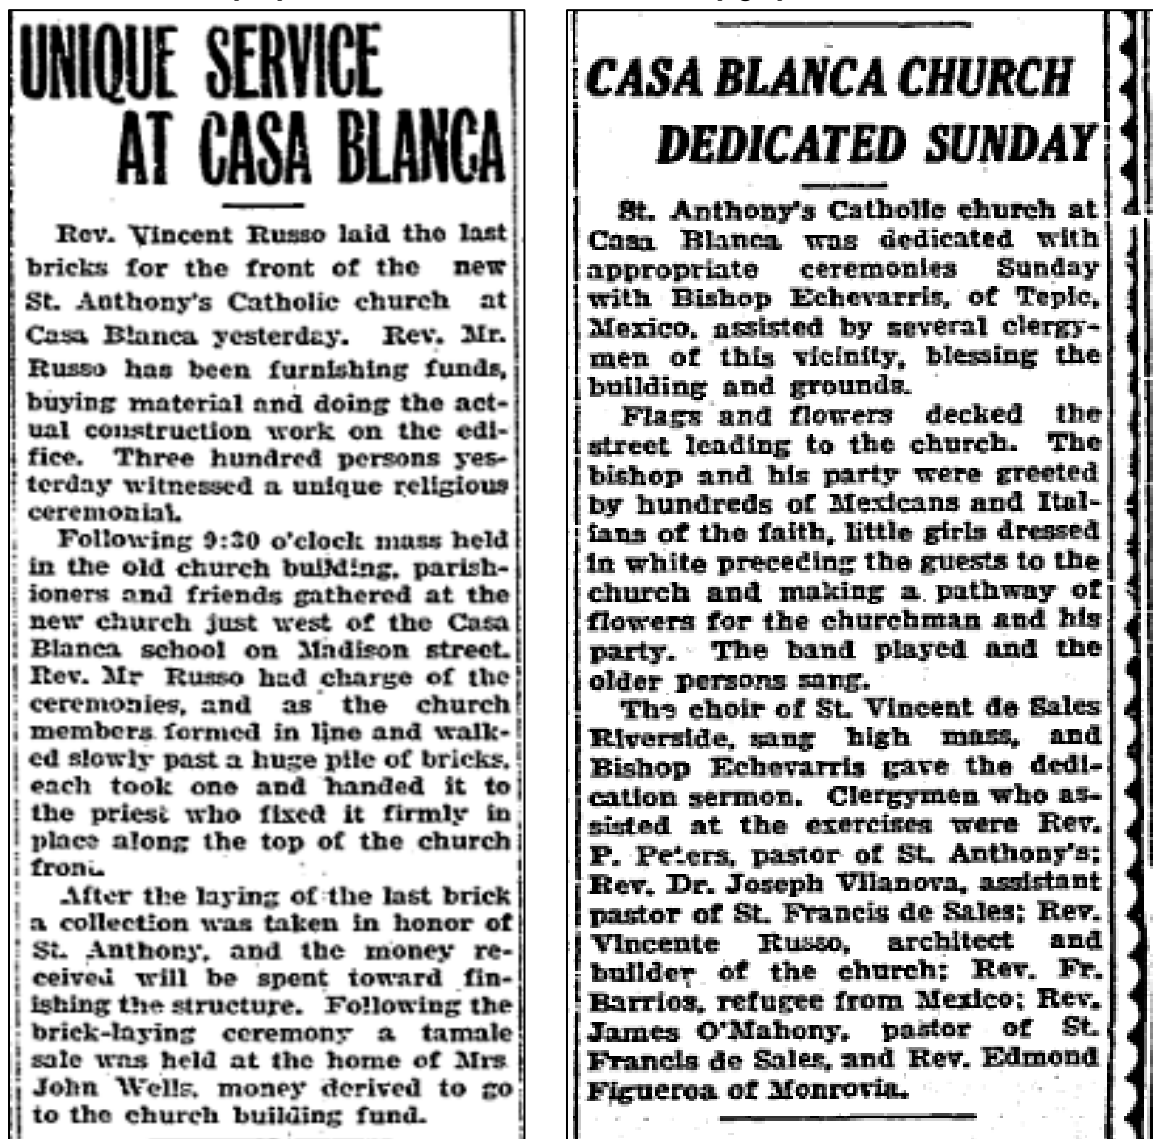 UNIQUE SERVICE
AT CASA BLANCA
Rev. Vincent Russo laid the last
bricks for the front of the new
St. Anthony's Catholic church at
Casa Blanca yesterday. Rev. Mr.
Russo has been furnishing funds,
buying material and doing the act-
ual construction work on the edi-
fice. Three hundred persons yes-
terday witnessed a unique religious
ceremonial.
Following 9:30 o'clock mass held
in the old church building, parish-
ioners and friends gathered at the
new church just west of the Casa
Blanca school on Madison street.
Rev. Mr Russo had charge of the
ceremonies, and as the church
members formed in line and walk-
ed slowly past a huge pile of bricks,
each took one and handed it to
the priest who fixed it firmly in
place along the top of the church
front.
After the laying of the last brick
a collection was taken in honor of
St. Anthony, and the money re-
ceived will be spent toward fin-
ishing the structure. Following the
brick-laying ceremony a tamale
sale was held at the home of Mrs
John Wells, money derived to go
to the church building fund.
CASA BLANCA CHURCH
DEDICATED SUNDAY
St. Anthony's Catholic church at
Casa Blanca was dedicated with
appropriate ceremonies Sunday
with Bishop Echevarris, of Tepic,
Mexico, assisted by several clergy-
men of this vicinity, blessing the
building and grounds.
Flags and flowers decked the
street leading to the church. The
bishop and his party were greeted
by hundreds of Mexicans and Ital-
ians of the faith, little girls dressed
in white preceding the guests to the
church and making a pathway of
flowers for the churchman and his
party. The band played and the
older persons sang.
The choir of St. Vincent de Sales
Riverside, sang high mass, and
Bishop Echevarris gave the dedi-
cation sermon. Clergymen who as-
sisted at the exercises were Rev.
P. Peters, pastor of St. Anthony's;
Rev. Dr. Joseph Vilanova, assistant
pastor of St. Francis de Sales; Rev.
Vincente Russo, architect and
builder of the church; Rev. Fr.
Barrios, refugee from Mexico; Rev.
James O'Mahony, pastor of St.
Francis de Sales, and Rev. Edmond
Figueroa of Monrovia.